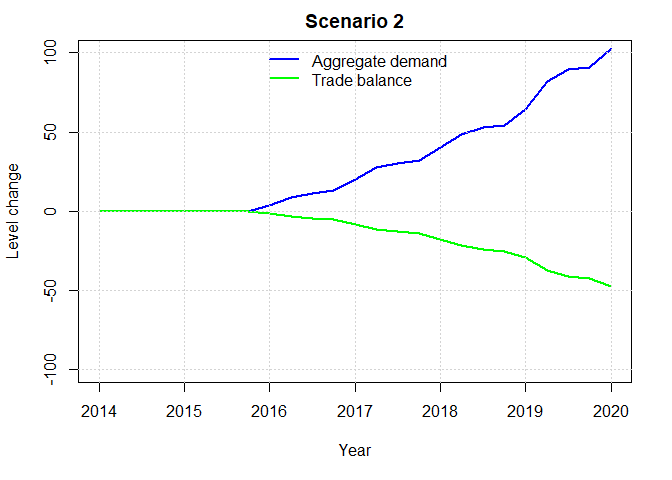 Scenario 2
Aggregate demand
Trade balance
Level change
100
50
0
-50
-100
2014 2015 2016 2017 2018 2019 2020
Year